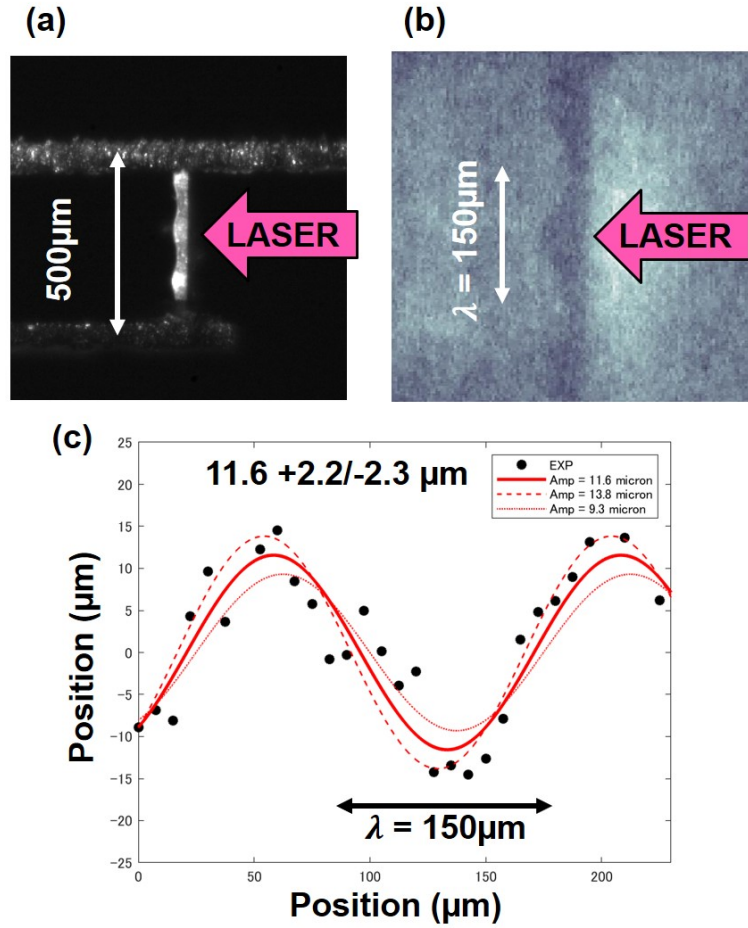 (a)
500μm
LASER
(b)
λ = 150μm
LASER
(c)
11.6 +2.2/-2.3 μm
EXP
Amp = 11.6 micron
Amp = 13.8 micron
Amp = 9.3 micron
25
20
15
10
5
0
-5
-10
-15
-20
-25
Position (μm)
λ = 150μm
0
50
100
150
200
Position (μm)